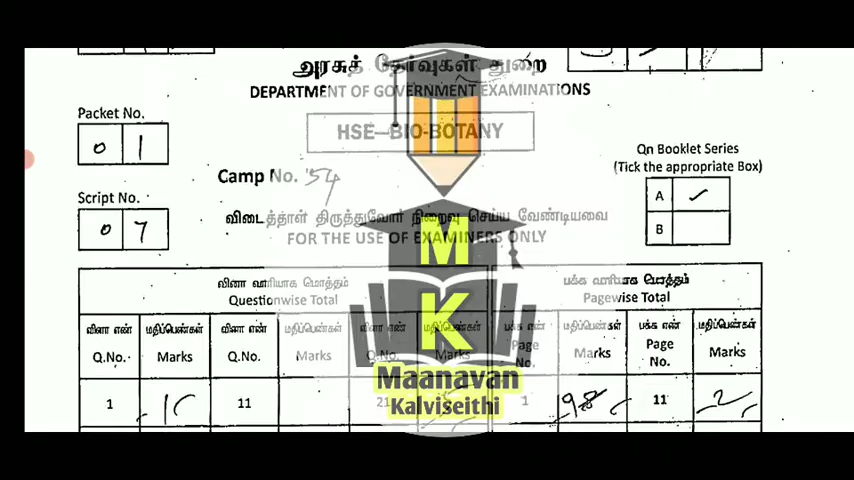 அரசுத் தேர்வுகள் துறை
DEPARTMENT OF GOVERNMENT EXAMINATIONS
Packet No.
HSE–BIO-BOTANY
0 1
Qn Booklet Series
(Tick the appropriate Box)
Camp No. 54
A ✓
Script No.
விடைத்தாள் திருத்துவோர் நிறைவு செய்ய வேண்டியவை
0 7
B
FOR THE USE OF EXAMINERS ONLY
M
வினா வாரியாக மொத்தம்
பக்க வாரியாக மொத்தம்
Questionwise Total
Pagewise Total
K
வினா எண் மதிப்பெண்கள் வினா எண் மதிப்பெண்கள் வினா எண் மதிப்பெண்கள் பக்க எண் மதிப்பெண்கள் பக்க எண் மதிப்பெண்கள்
Q.No. Marks Q.No. Marks Q.No. Marks Page No. Marks Page No. Marks
Maanavan
Kalviseithi
1 11 21 1 11 2